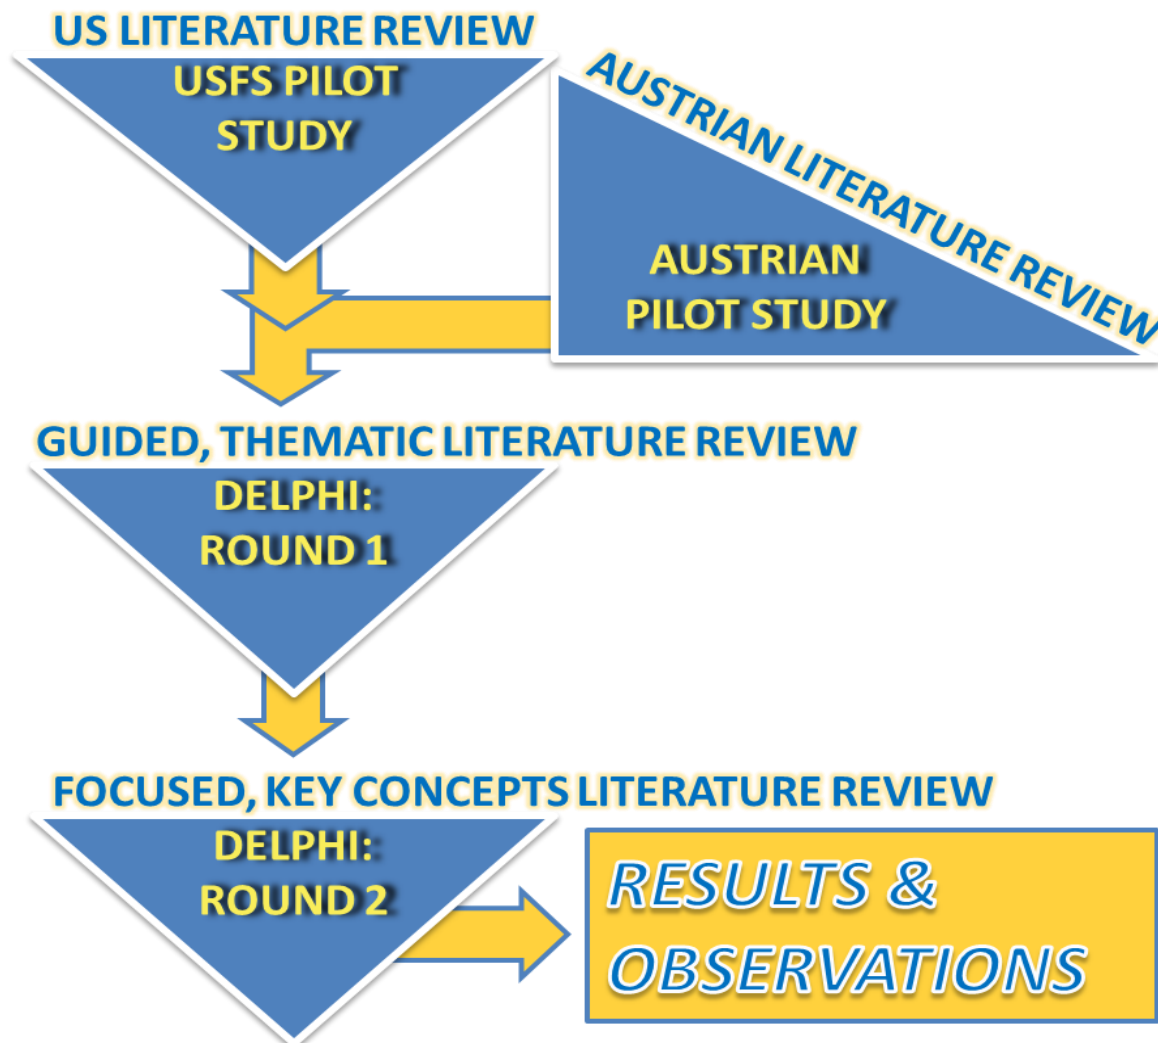 US LITERATURE REVIEW
USFS PILOT
STUDY
AUSTRIAN LITERATURE REVIEW
AUSTRIAN
PILOT STUDY
GUIDED, THEMATIC LITERATURE REVIEW
DELPHI:
ROUND 1
FOCUSED, KEY CONCEPTS LITERATURE REVIEW
DELPHI:
ROUND 2
RESULTS &
OBSERVATIONS